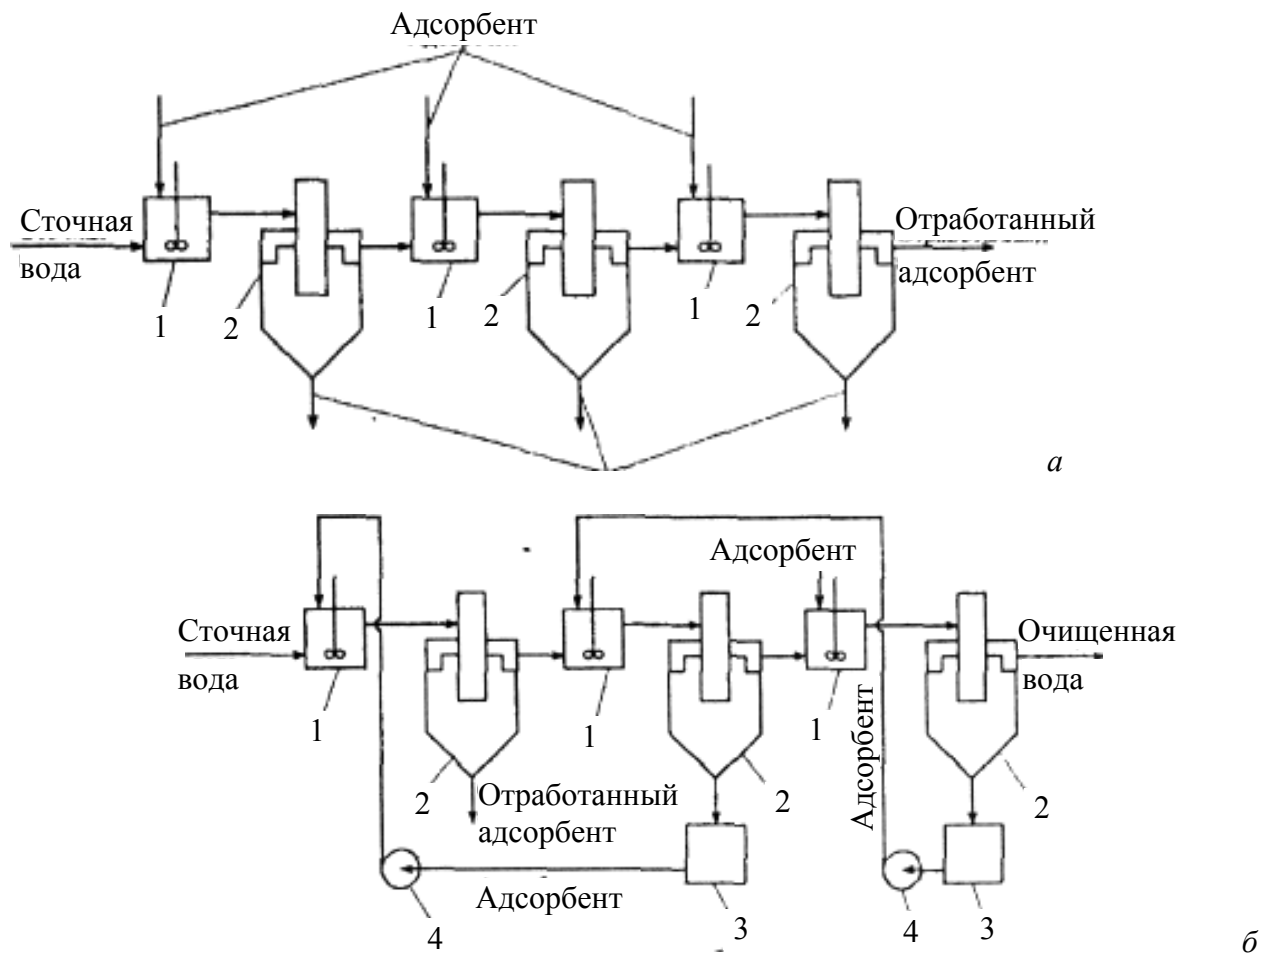 Адсорбент
Сточная
вода
Отработанный
адсорбент
1
2
1
2
1
2
а
Адсорбент
Сточная
вода
Очищенная
вода
1
2
1
2
1
2
Отработанный
адсорбент
Адсорбент
Адсорбент
4
3
4
3
б